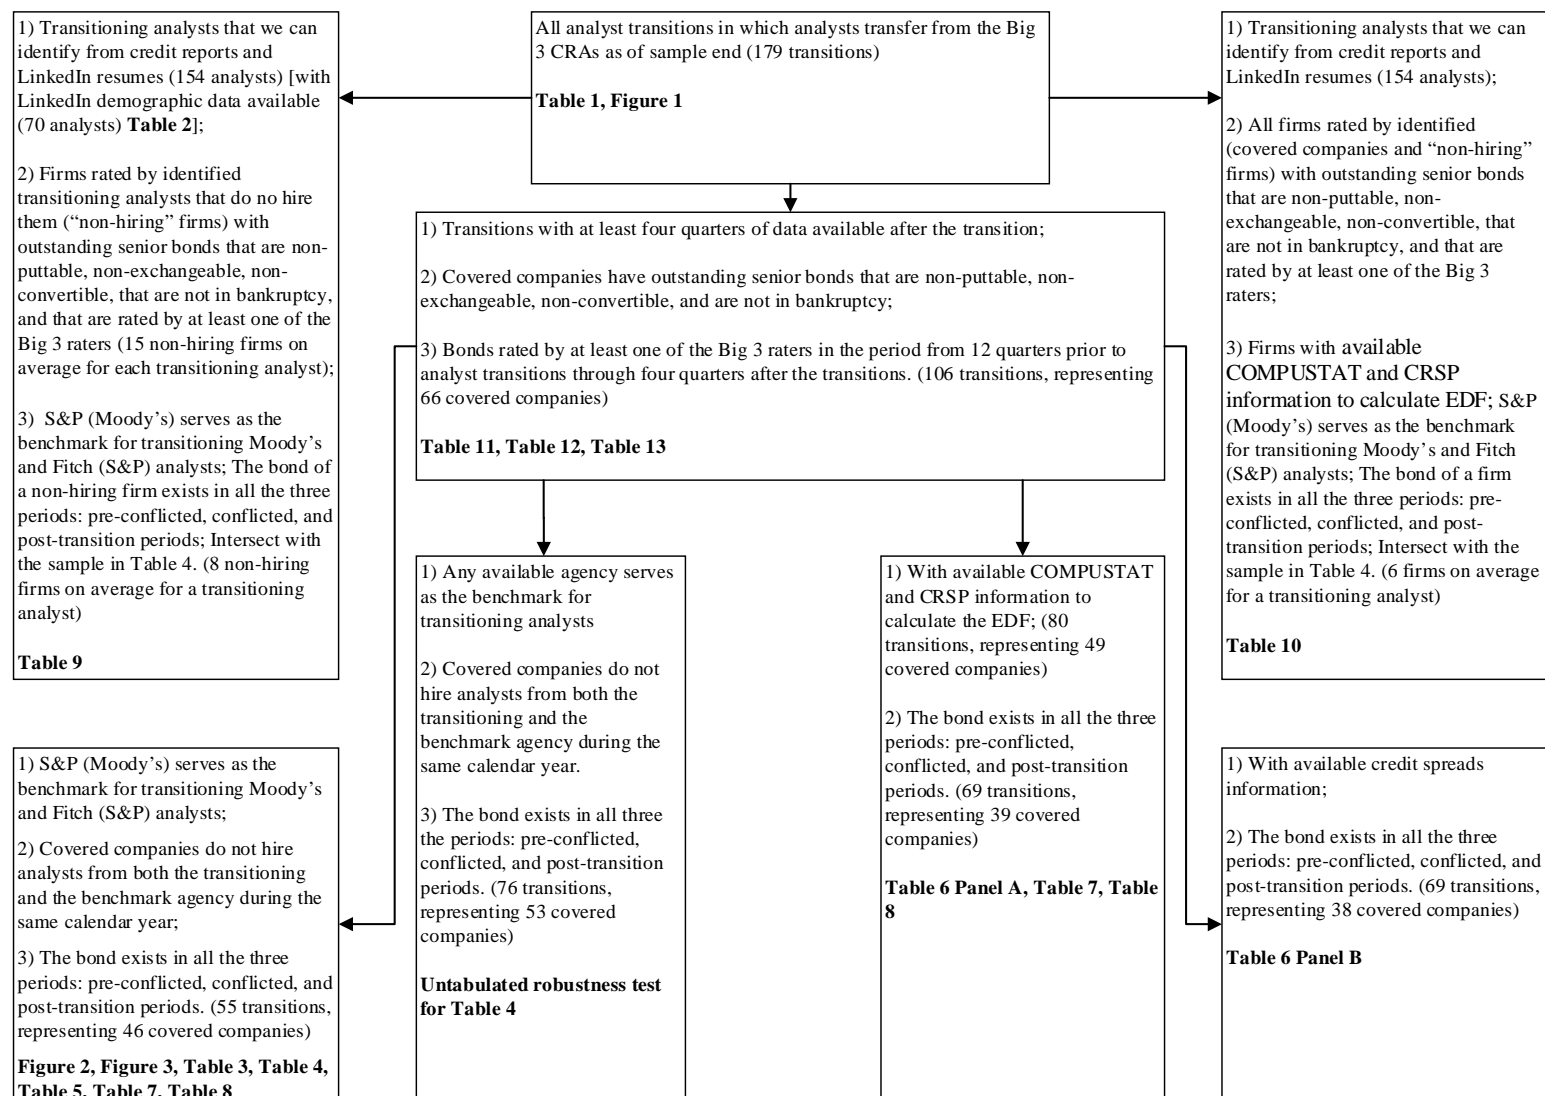 1) Transitioning analysts that we can
identify from credit reports and
LinkedIn resumes (154 analysts) [with
LinkedIn demographic data available
(70 analysts) Table 2];
2) Firms rated by identified
transitioning analysts that do no hire
them (“non-hiring” firms) with
outstanding senior bonds that are non-
puttable, non-exchangeable, non-
convertible, that are not in bankruptcy,
and that are rated by at least one of the
Big 3 raters (15 non-hiring firms on
average for each transitioning analyst);
3) S&P (Moody’s) serves as the
benchmark for transitioning Moody’s
and Fitch (S&P) analysts; The bond of
a non-hiring firm exists in all the three
periods: pre-conflicted, conflicted, and
post-transition periods; Intersect with
the sample in Table 4. (8 non-hiring
firms on average for a transitioning
analyst)
Table 9
All analyst transitions in which analysts transfer from the Big
3 CRAs as of sample end (179 transitions)
Table 1, Figure 1
1) Transitioning analysts that we can
identify from credit reports and
LinkedIn resumes (154 analysts);
2) All firms rated by identified
(covered companies and “non-hiring”
firms) with outstanding senior bonds
that are non-puttable, non-
exchangeable, non-convertible, that
are not in bankruptcy, and that are
rated by at least one of the Big 3
raters;
3) Firms with available
COMPUSTAT and CRSP
information to calculate EDF; S&P
(Moody’s) serves as the benchmark
for transitioning Moody’s and Fitch
(S&P) analysts; The bond of a firm
exists in all the three periods: pre-
conflicted, conflicted, and post-
transition periods; Intersect with the
sample in Table 4. (6 firms on average
for a transitioning analyst)
Table 10
1) Transitions with at least four quarters of data available after the transition;
2) Covered companies have outstanding senior bonds that are non-puttable, non-
exchangeable, non-convertible, and are not in bankruptcy;
3) Bonds rated by at least one of the Big 3 raters in the period from 12 quarters prior to
analyst transitions through four quarters after the transitions. (106 transitions, representing
66 covered companies)
Table 11, Table 12, Table 13
1) S&P (Moody’s) serves as the
benchmark for transitioning Moody’s
and Fitch (S&P) analysts;
2) Covered companies do not hire
analysts from both the transitioning
and the benchmark agency during the
same calendar year;
3) The bond exists in all the three
periods: pre-conflicted, conflicted, and
post-transition periods. (55 transitions,
representing 46 covered companies)
Figure 2, Figure 3, Table 3, Table 4,
Table 5, Table 7, Table 8
1) Any available agency serves
as the benchmark for
transitioning analysts
2) Covered companies do not
hire analysts from both the
transitioning and the
benchmark agency during the
same calendar year.
3) The bond exists in all three
the periods: pre-conflicted,
conflicted, and post-transition
periods. (76 transitions,
representing 53 covered
companies)
Untabulated robustness test
for Table 4
1) With available COMPUSTAT
and CRSP information to
calculate the EDF; (80
transitions, representing 49
covered companies)
2) The bond exists in all the three
periods: pre-conflicted,
conflicted, and post-transition
periods. (69 transitions,
representing 39 covered
companies)
Table 6 Panel A, Table 7, Table
8
1) With available credit spreads
information;
2) The bond exists in all the three
periods: pre-conflicted, conflicted, and
post-transition periods. (69 transitions,
representing 38 covered companies)
Table 6 Panel B